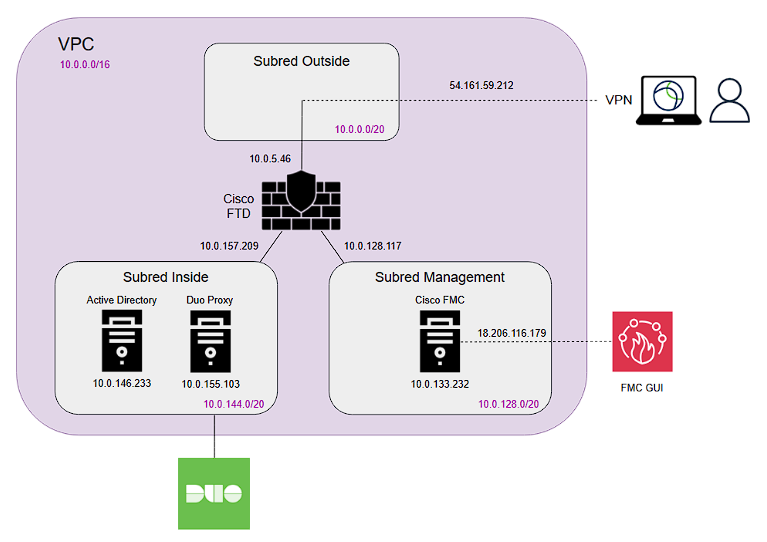 VPC
10.0.0.0/16
Subred Outside
10.0.0.0/20
54.161.59.212
VPN
10.0.5.46
Cisco
FTD
10.0.157.209
10.0.128.117
Subred Inside
Active Directory
Duo Proxy
10.0.146.233
10.0.155.103
10.0.144.0/20
Subred Management
Cisco FMC
18.206.116.179
10.0.133.232
10.0.128.0/20
FMC GUI
DUO